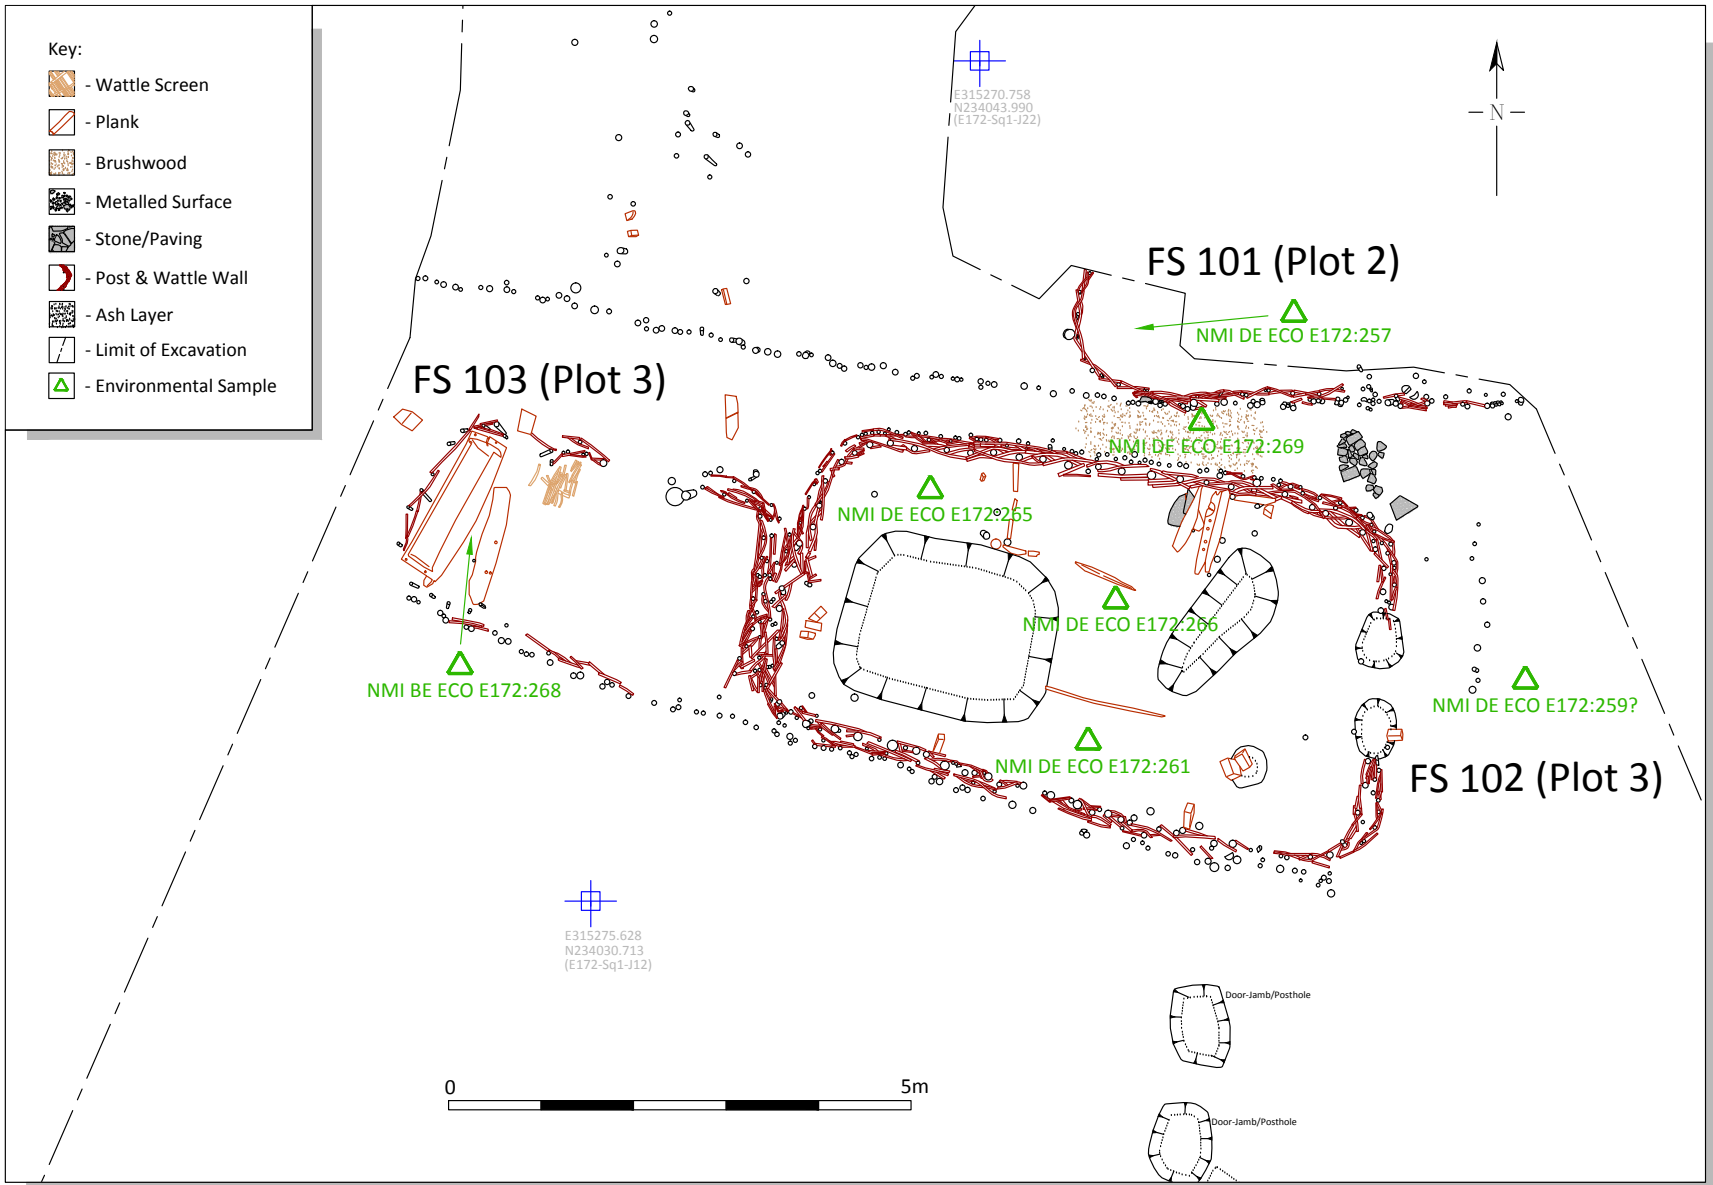 Key:
- Wattle Screen
- Plank
- Brushwood
- Metalled Surface
- Stone/Paving
- Post & Wattle Wall
- Ash Layer
- Limit of Excavation
- Environmental Sample
E315270.758
N234043.990
(E172-Sq1-J22)
N
FS 101 (Plot 2)
NMI DE ECO E172:257
FS 103 (Plot 3)
NMI DE ECO E172:269
NMI DE ECO E172:265
NMI DE ECO E172:266
NMI BE ECO E172:268
NMI DE ECO E172:259?
NMI DE ECO E172:261
FS 102 (Plot 3)
E315275.628
N234030.713
(E172-Sq1-J12)
Door-Jamb/Posthole
0 5m
Door-Jamb/Posthole